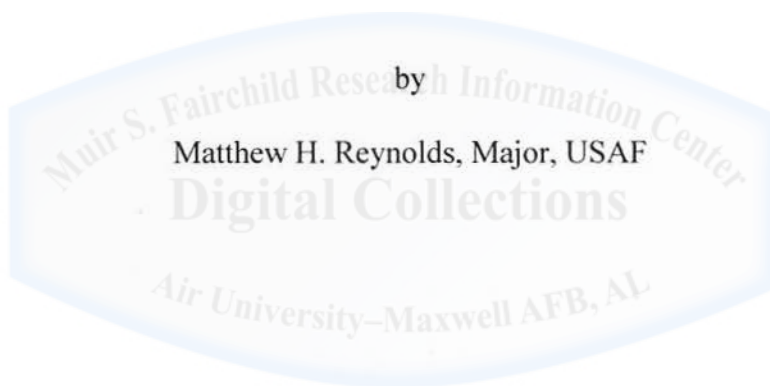 by
Muir S. Fairchild Research Information Center
Matthew H. Reynolds, Major, USAF
Digital Collections
Air University–Maxwell AFB, AL